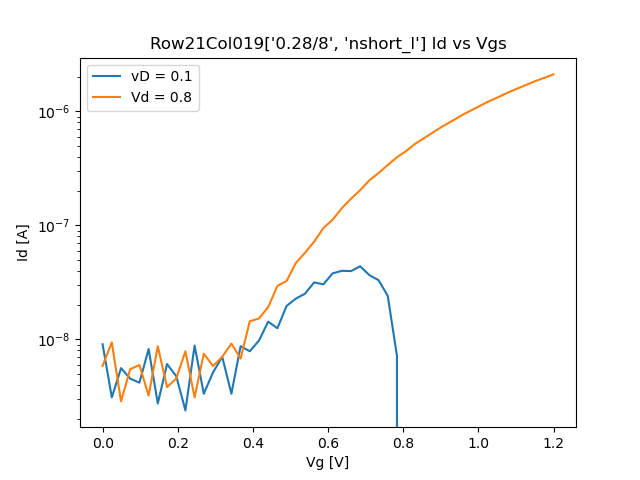 Row21Col019['0.28/8', 'nshort_l'] Id vs Vgs
vD = 0.1
Vd = 0.8
Id [A]
10⁻⁶
10⁻⁷
10⁻⁸
0.0 0.2 0.4 0.6 0.8 1.0 1.2
Vg [V]